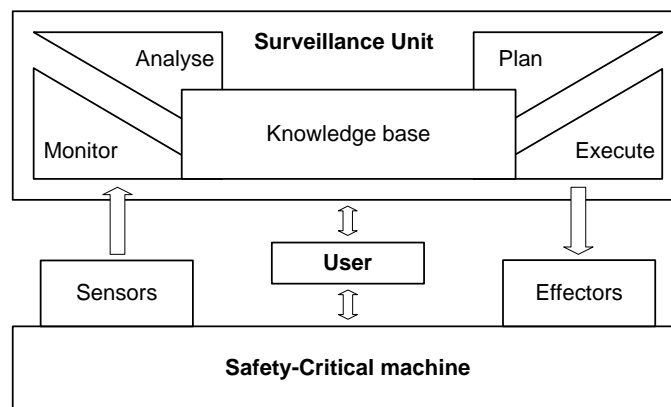 Surveillance Unit
Analyse
Plan
Knowledge base
Monitor
Execute
User
Sensors
Effectors
Safety-Critical machine